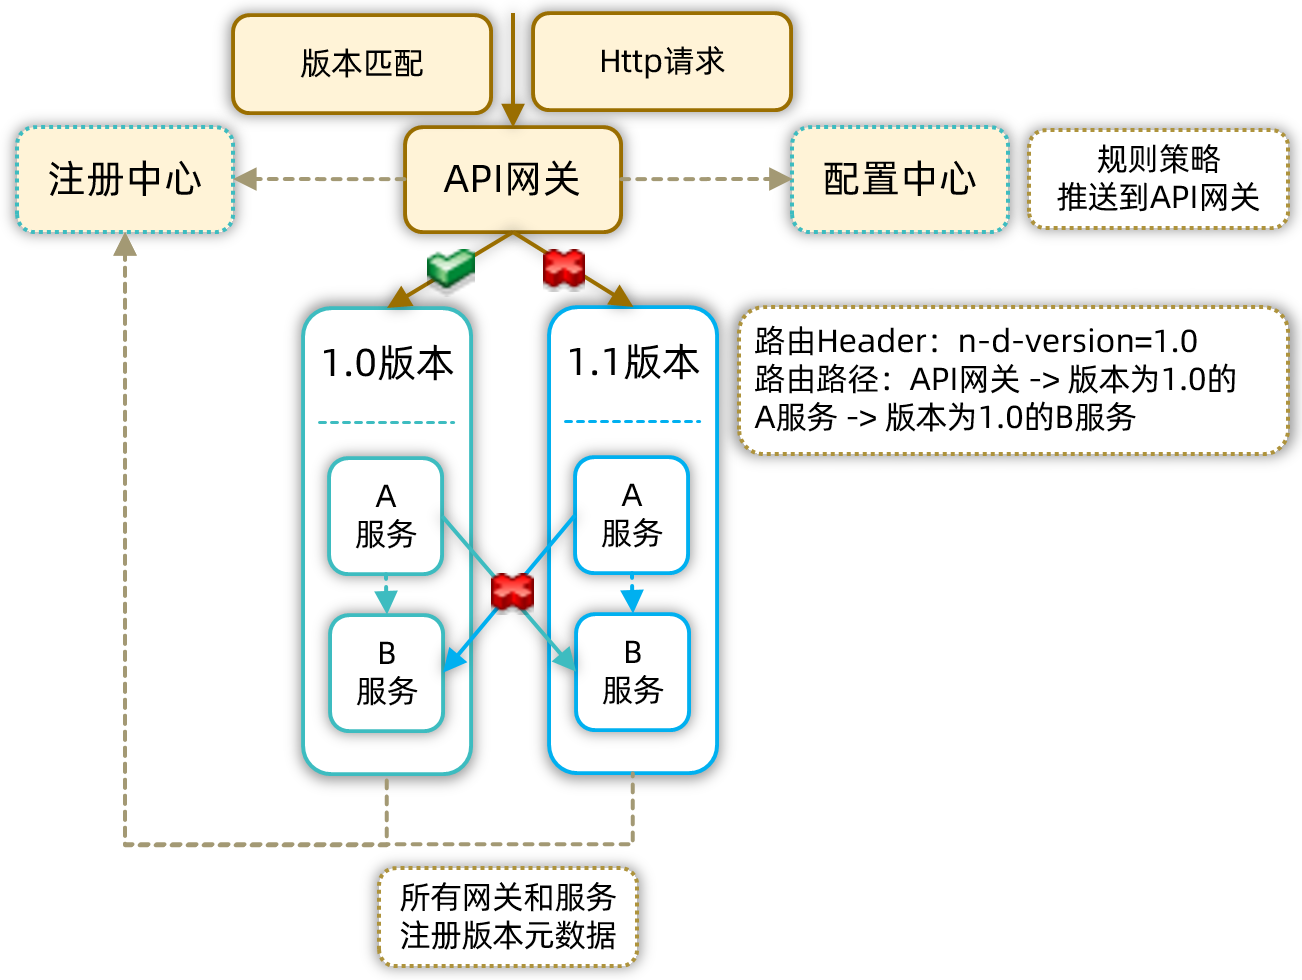 版本匹配
Http请求
注册中心
API网关
配置中心
规则策略
推送到API网关
1.0版本
1.1版本
路由Header：n-d-version=1.0
路由路径：API网关 -> 版本为1.0的
A服务 -> 版本为1.0的B服务
A
服务
A
服务
B
服务
B
服务
所有网关和服务
注册版本元数据